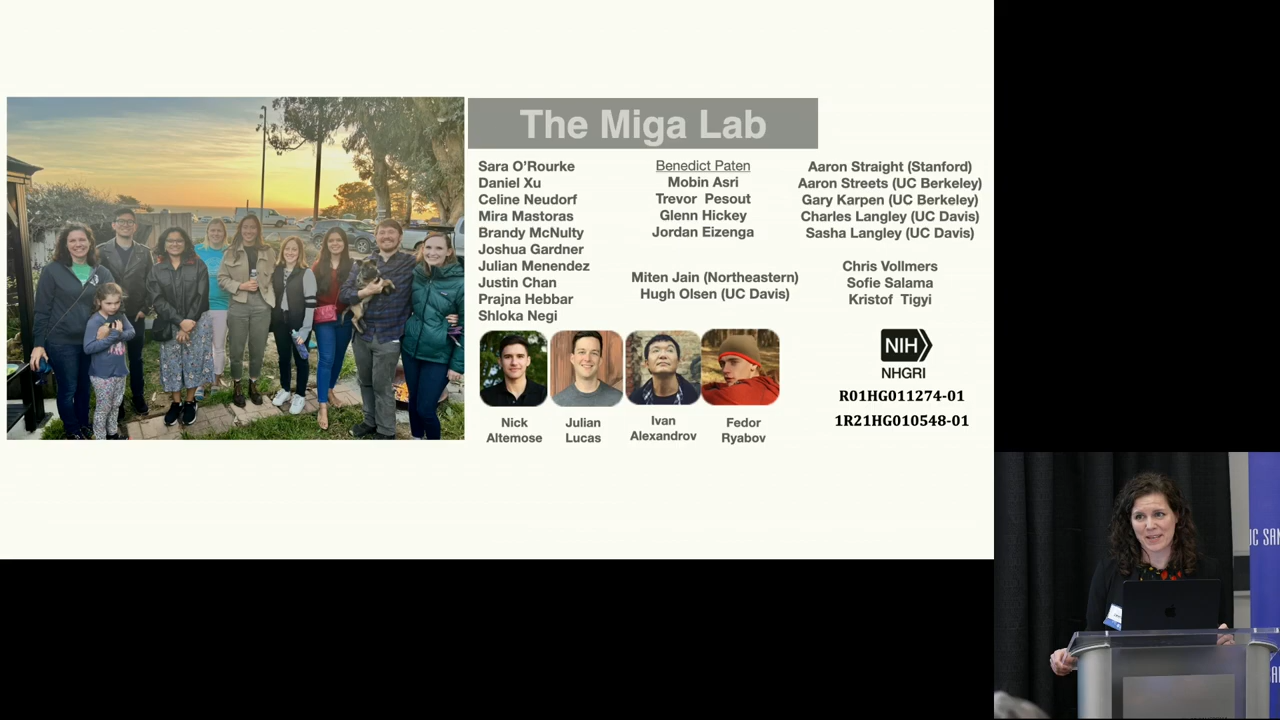 The Miga Lab
Sara O'Rourke
Daniel Xu
Celine Neudorf
Mira Mastoras
Brandy McNulty
Joshua Gardner
Julian Menendez
Justin Chan
Prajna Hebbar
Shloka Negi
Benedict Paten
Mobin Asri
Trevor Pesout
Glenn Hickey
Jordan Eizenga
Miten Jain (Northeastern)
Hugh Olsen (UC Davis)
Aaron Straight (Stanford)
Aaron Streets (UC Berkeley)
Gary Karpen (UC Berkeley)
Charles Langley (UC Davis)
Sasha Langley (UC Davis)
Chris Vollmers
Sofie Salama
Kristof Tigyi
Nick
Altemose
Julian
Lucas
Ivan
Alexandrov
Fedor
Ryabov
NIH
NHGRI
R01HG011274-01
1R21HG010548-01
UC SAN